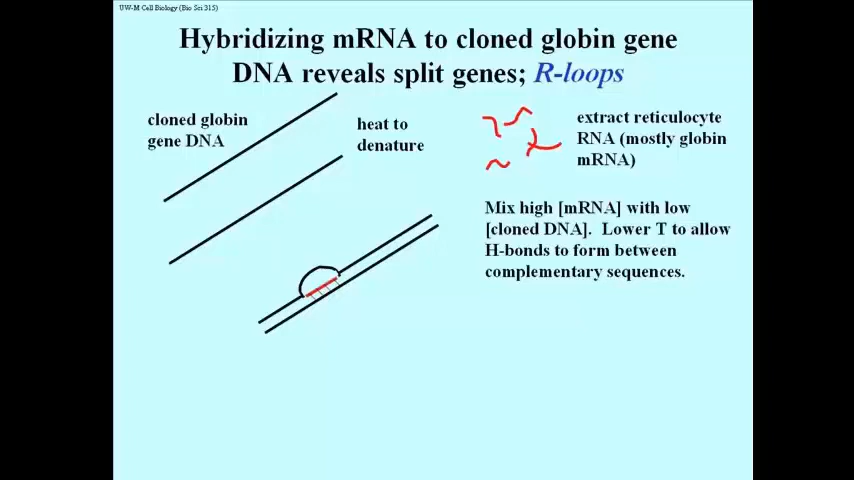 UW-M Cell Biology (Bio Sci 315)
Hybridizing mRNA to cloned globin gene
DNA reveals split genes; R-loops
cloned globin
gene DNA
heat to
denature
extract reticulocyte
RNA (mostly globin
mRNA)
Mix high [mRNA] with low
[cloned DNA].  Lower T to allow
H-bonds to form between
complementary sequences.